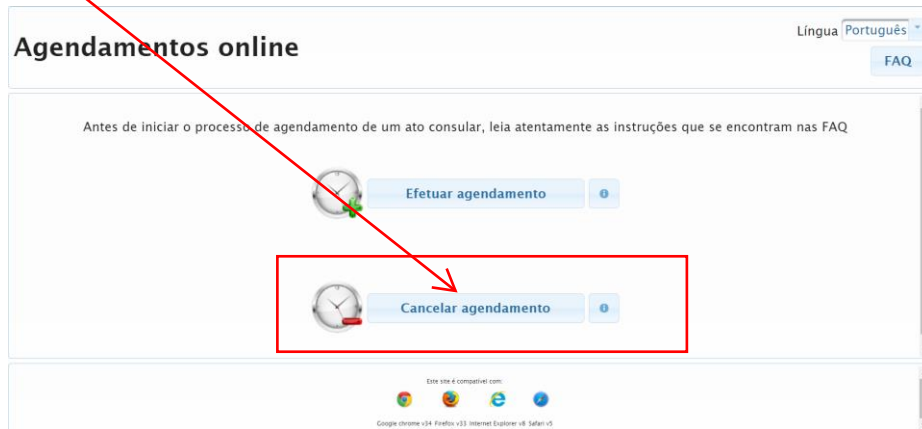 Língua Português
Agendamentos online
FAQ
Antes de iniciar o processo de agendamento de um ato consular, leia atentamente as instruções que se encontram nas FAQ
Efetuar agendamento
Cancelar agendamento
Este site é compatível com:
Google chrome v34 Firefox v33 Internet Explorer v8 Safari v5